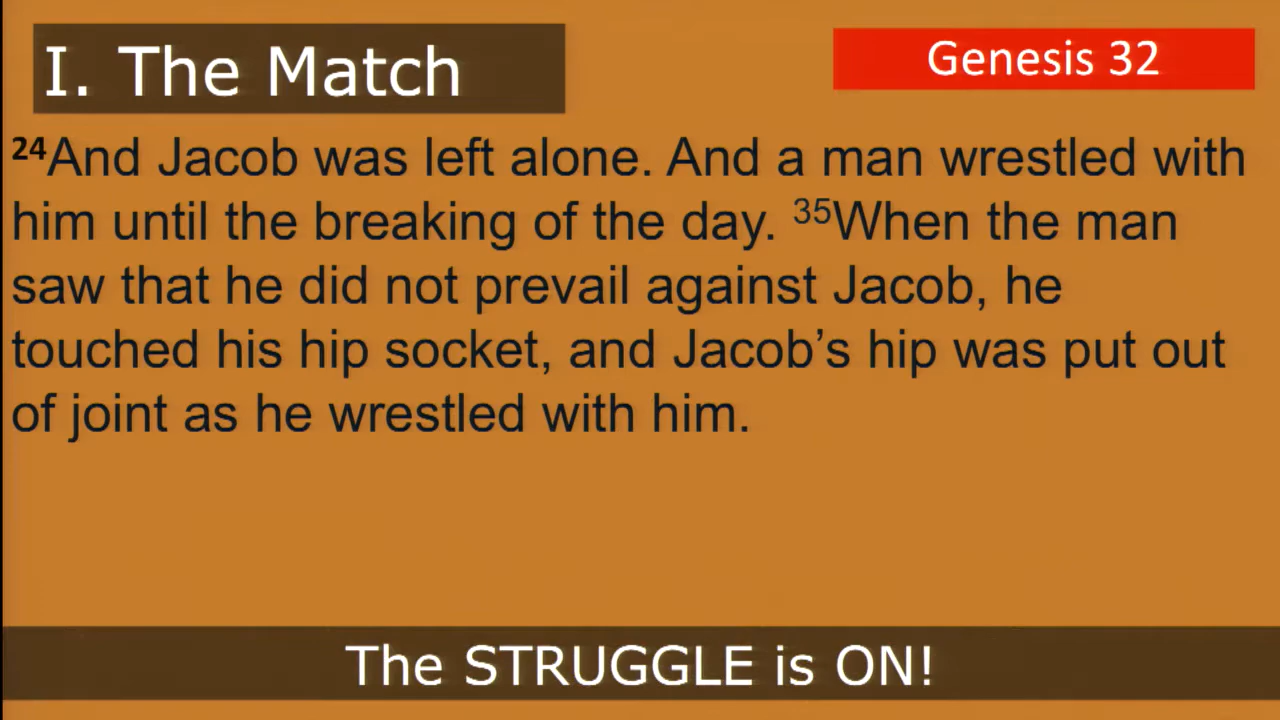 I. The Match
Genesis 32
24And Jacob was left alone. And a man wrestled with
him until the breaking of the day. 35When the man
saw that he did not prevail against Jacob, he
touched his hip socket, and Jacob’s hip was put out
of joint as he wrestled with him.
The STRUGGLE is ON!